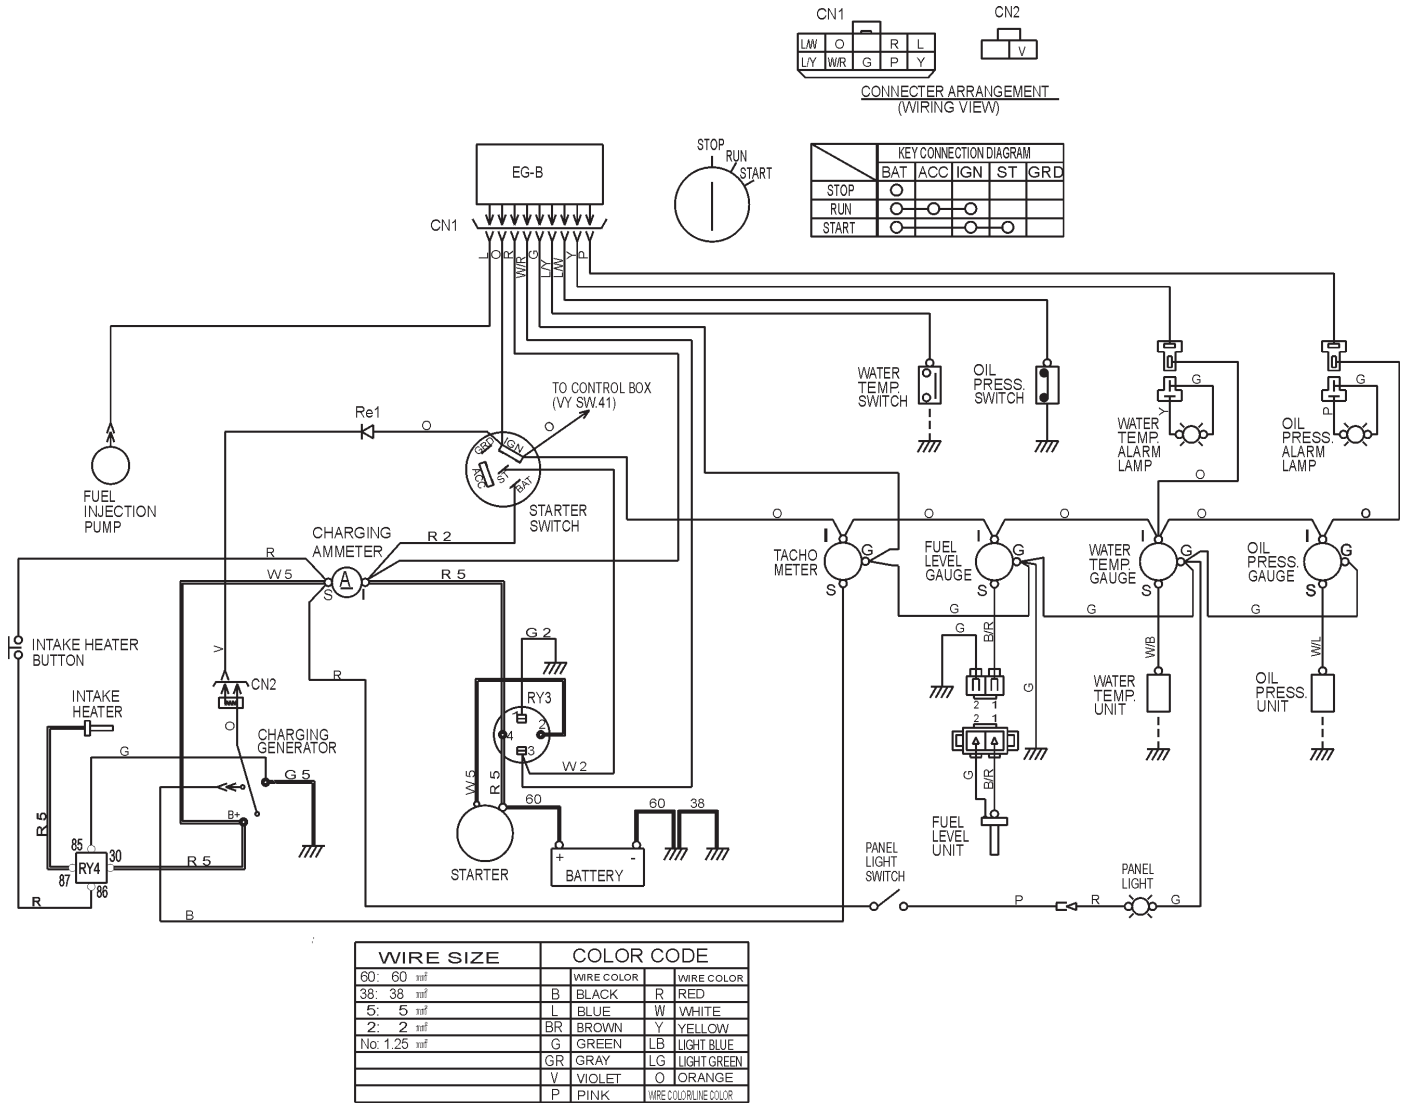 CN1
CN2
L/W O R L
L/Y W/R G P Y
V
CONNECTER ARRANGEMENT
(WIRING VIEW)
EG-B
CN1
L O R W/R G L/Y L/W Y P
STOP
RUN
START
KEY CONNECTION DIAGRAM
BAT ACC IGN ST GRD
STOP
RUN
START
TO CONTROL BOX
(VY SW.41)
Re1
O
O
GRD IGN
ACC ST BAT
STARTER
SWITCH
FUEL
INJECTION
PUMP
WATER
TEMP.
SWITCH
OIL
PRESS.
SWITCH
G
Y
WATER
TEMP.
ALARM
LAMP
O
G
P
OIL
PRESS.
ALARM
LAMP
CHARGING
AMMETER
R 2
R
W 5
A
S
I
R 5
O
O
O
O
O
TACHO
METER
I
G
S
FUEL
LEVEL
GAUGE
I
G
S
WATER
TEMP.
GAUGE
I
G
S
OIL
PRESS.
GAUGE
I
G
S
G
G
G
INTAKE HEATER
BUTTON
V
CN2
O
R
G 2
RY3
1
2
3
4
W 2
W 5
R 5
G
B/R
2 1
2 1
G
B/R
G
W/B
W/L
WATER
TEMP.
UNIT
OIL
PRESS.
UNIT
FUEL
LEVEL
UNIT
INTAKE
HEATER
CHARGING
GENERATOR
G
G 5
B+
R 5
85
30
RY4
87
86
R 5
R
B
60
60
38
STARTER
+
-
BATTERY
PANEL
LIGHT
SWITCH
P
R
PANEL
LIGHT
G
WIRE SIZE
60: 60 mm²
38: 38 mm²
5: 5 mm²
2: 2 mm²
No: 1.25 mm²
COLOR CODE
WIRE COLOR WIRE COLOR
B BLACK R RED
L BLUE W WHITE
BR BROWN Y YELLOW
G GREEN LB LIGHT BLUE
GR GRAY LG LIGHT GREEN
V VIOLET O ORANGE
P PINK WIRE COLOR/LINE COLOR